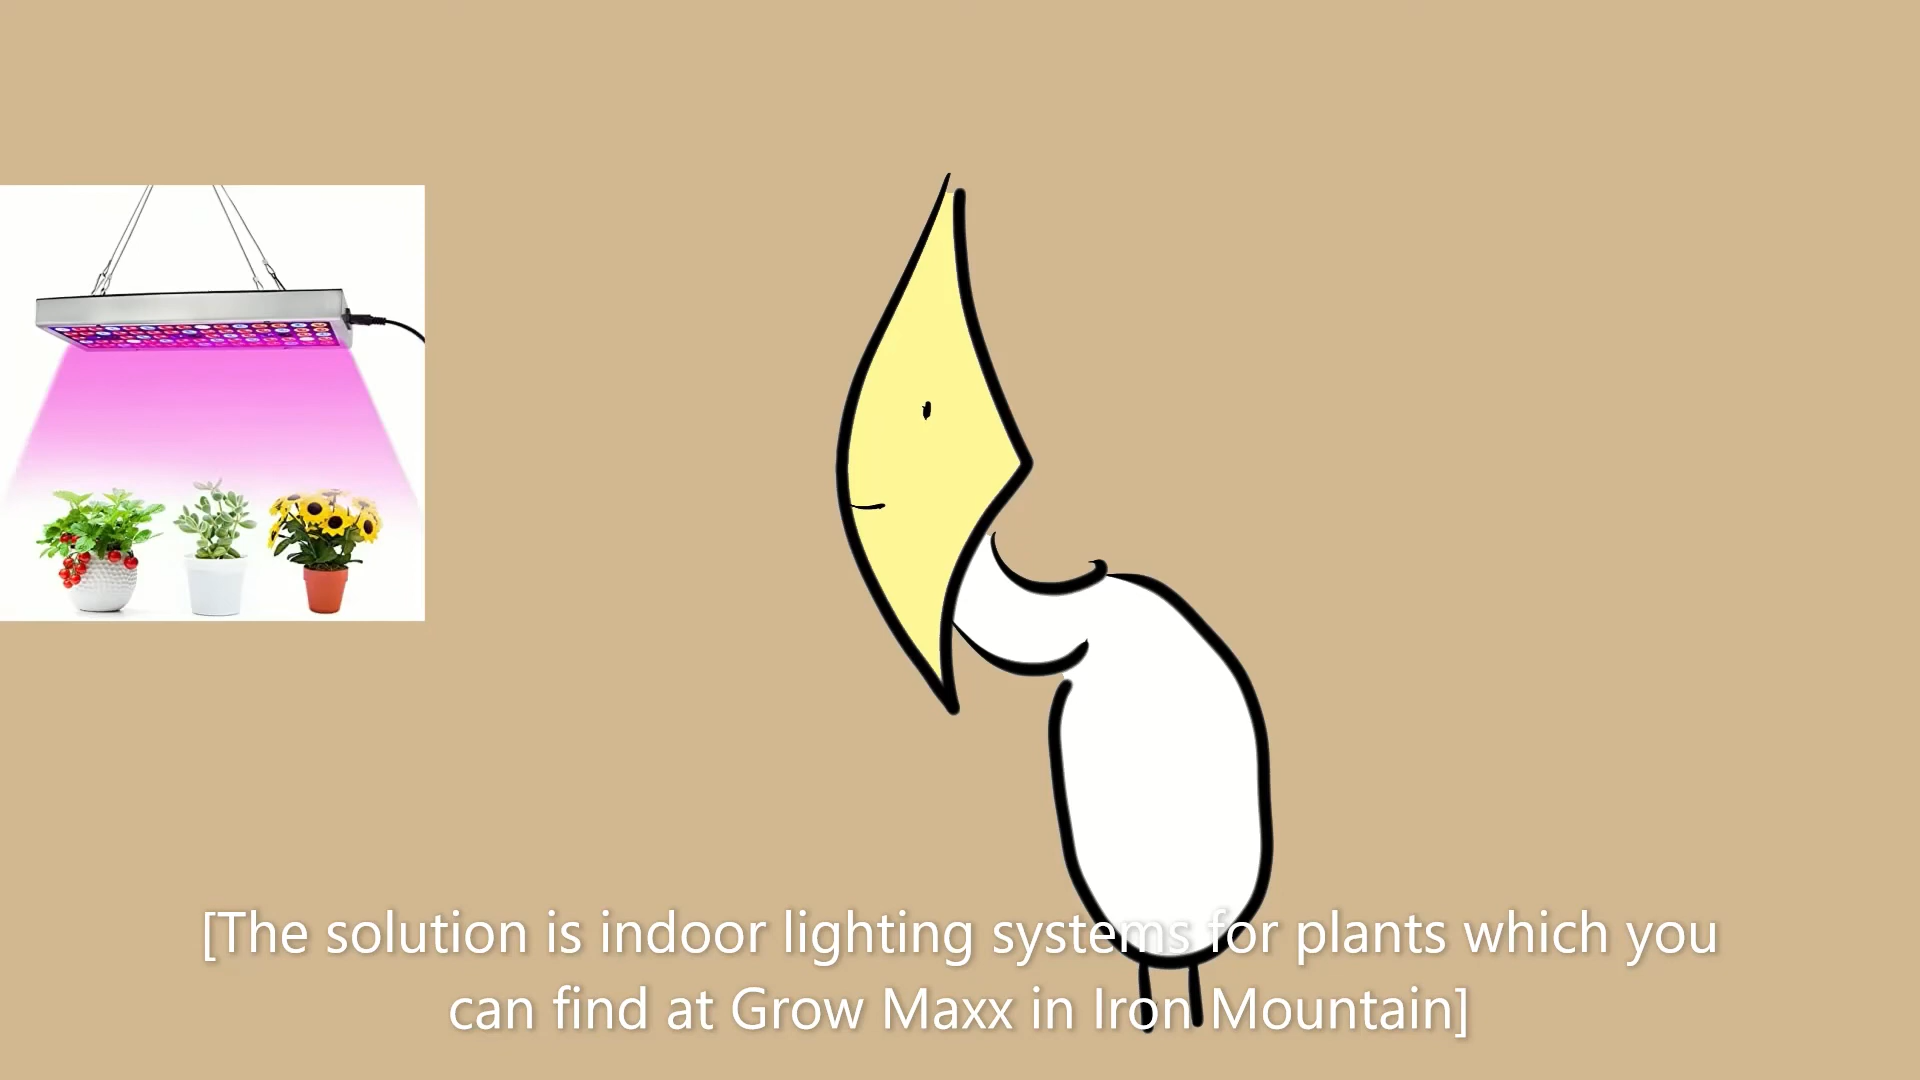 [The solution is indoor lighting systems for plants which you
can find at Grow Maxx in Iron Mountain]